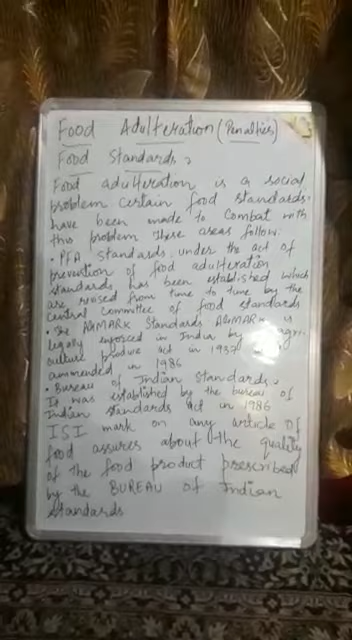 Food Adulteration (Penalties)
Food Standards
Food adulteration is a social
problem certain food standards
have been made to combat with
this problem These areas follow:
• PFA standards under the act of
prevention of food adulteration
standards has been established which
are revised from time to time by the
central committee of food standards
• The AGMARK Standards AGMARK is
legally enforced in India by agri
culture produce act in 1937
ammended in 1986
• Bureau of Indian Standards
It was established by the bureau of
Indian standards act in 1986
ISI mark on any article of
food assures about the quality
of the food product prescribed
by the BUREAU of Indian
standards